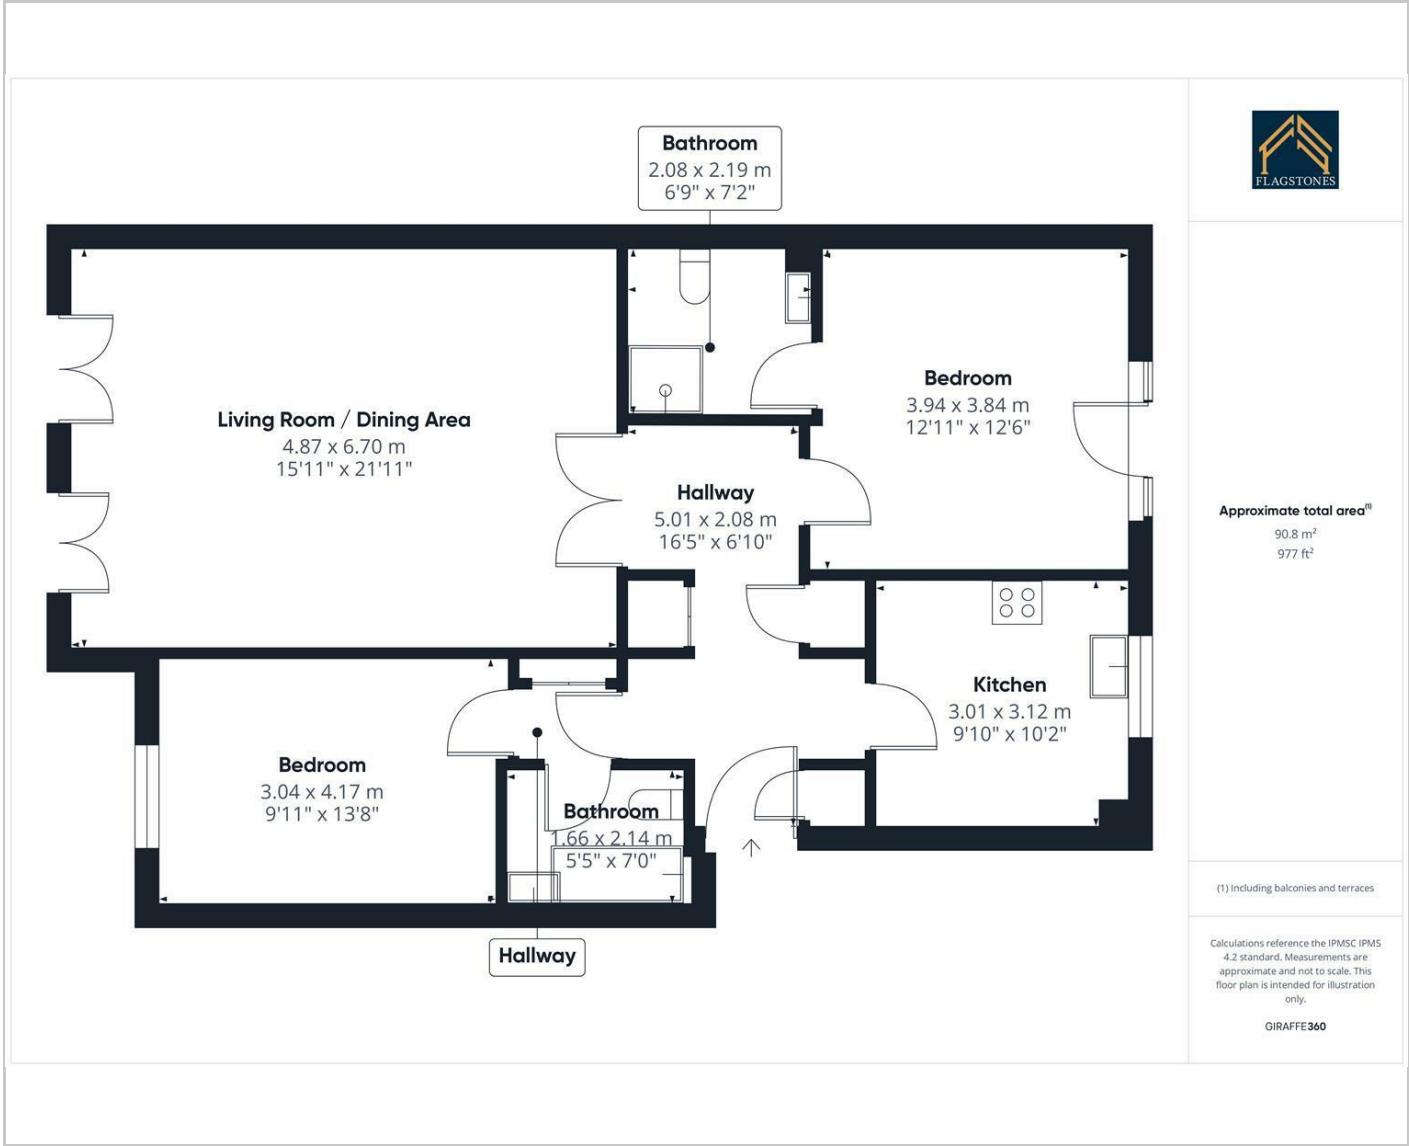 Bathroom
2.08 x 2.19 m
6'9" x 7'2"
FLAGSTONES
Living Room / Dining Area
4.87 x 6.70 m
15'11" x 21'11"
Bedroom
3.94 x 3.84 m
12'11" x 12'6"
Hallway
5.01 x 2.08 m
16'5" x 6'10"
Kitchen
3.01 x 3.12 m
9'10" x 10'2"
Bedroom
3.04 x 4.17 m
9'11" x 13'8"
Bathroom
1.66 x 2.14 m
5'5" x 7'0"
Hallway
Approximate total area(1)
90.8 m²
977 ft²
(1) Including balconies and terraces
Calculations reference the IPMSC IPMS
4.2 standard. Measurements are
approximate and not to scale. This
floor plan is intended for illustration
only.
GIRAFFE360